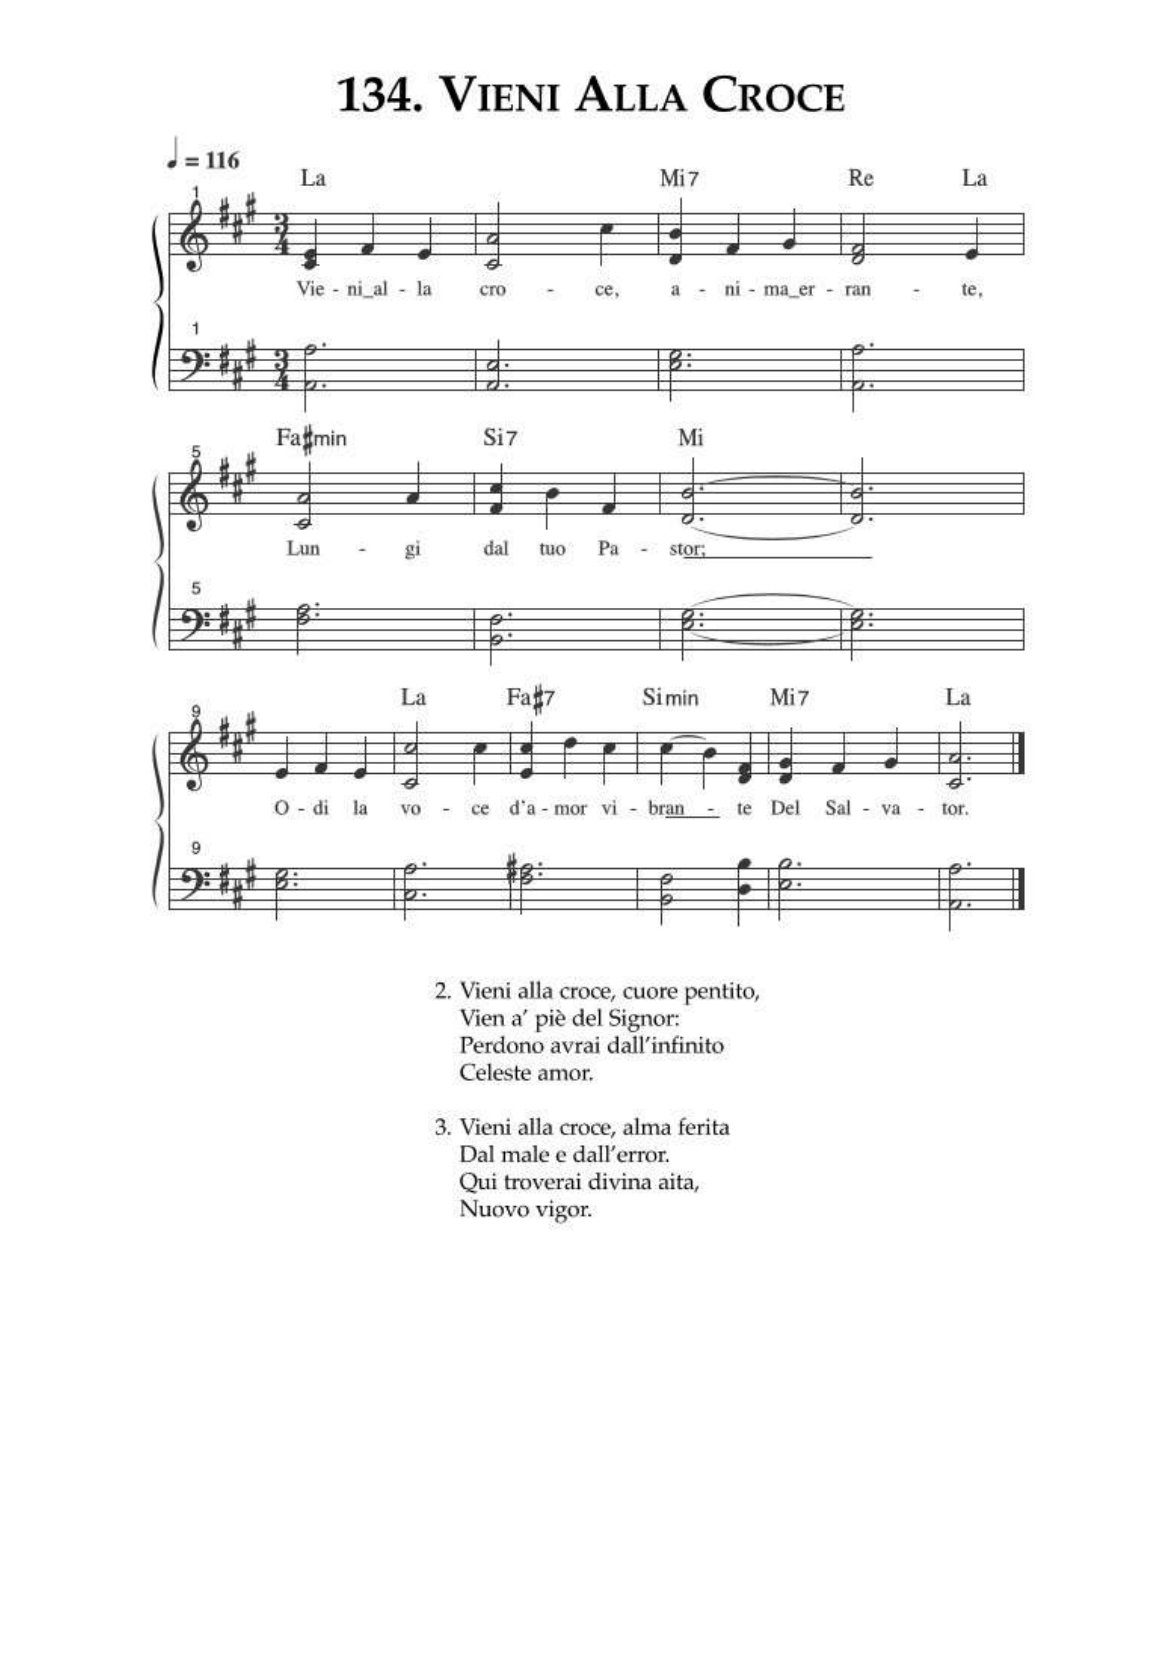 134. VIENI ALLA CROCE
♩ = 116
La Mi7 Re La
1
3 4
Vie - ni_al - la cro - ce, a - ni - ma_er - ran - te,
1
3 4
Fa♯min Si7 Mi
5
Lun - gi dal tuo Pa - stor;
5
La Fa♯7 Simin Mi7 La
9
O - di la vo - ce d'a - mor vi - bran - te Del Sal - va - tor.
9
2. Vieni alla croce, cuore pentito,
Vien a' piè del Signor:
Perdono avrai dall'infinito
Celeste amor.
3. Vieni alla croce, alma ferita
Dal male e dall'error.
Qui troverai divina aita,
Nuovo vigor.